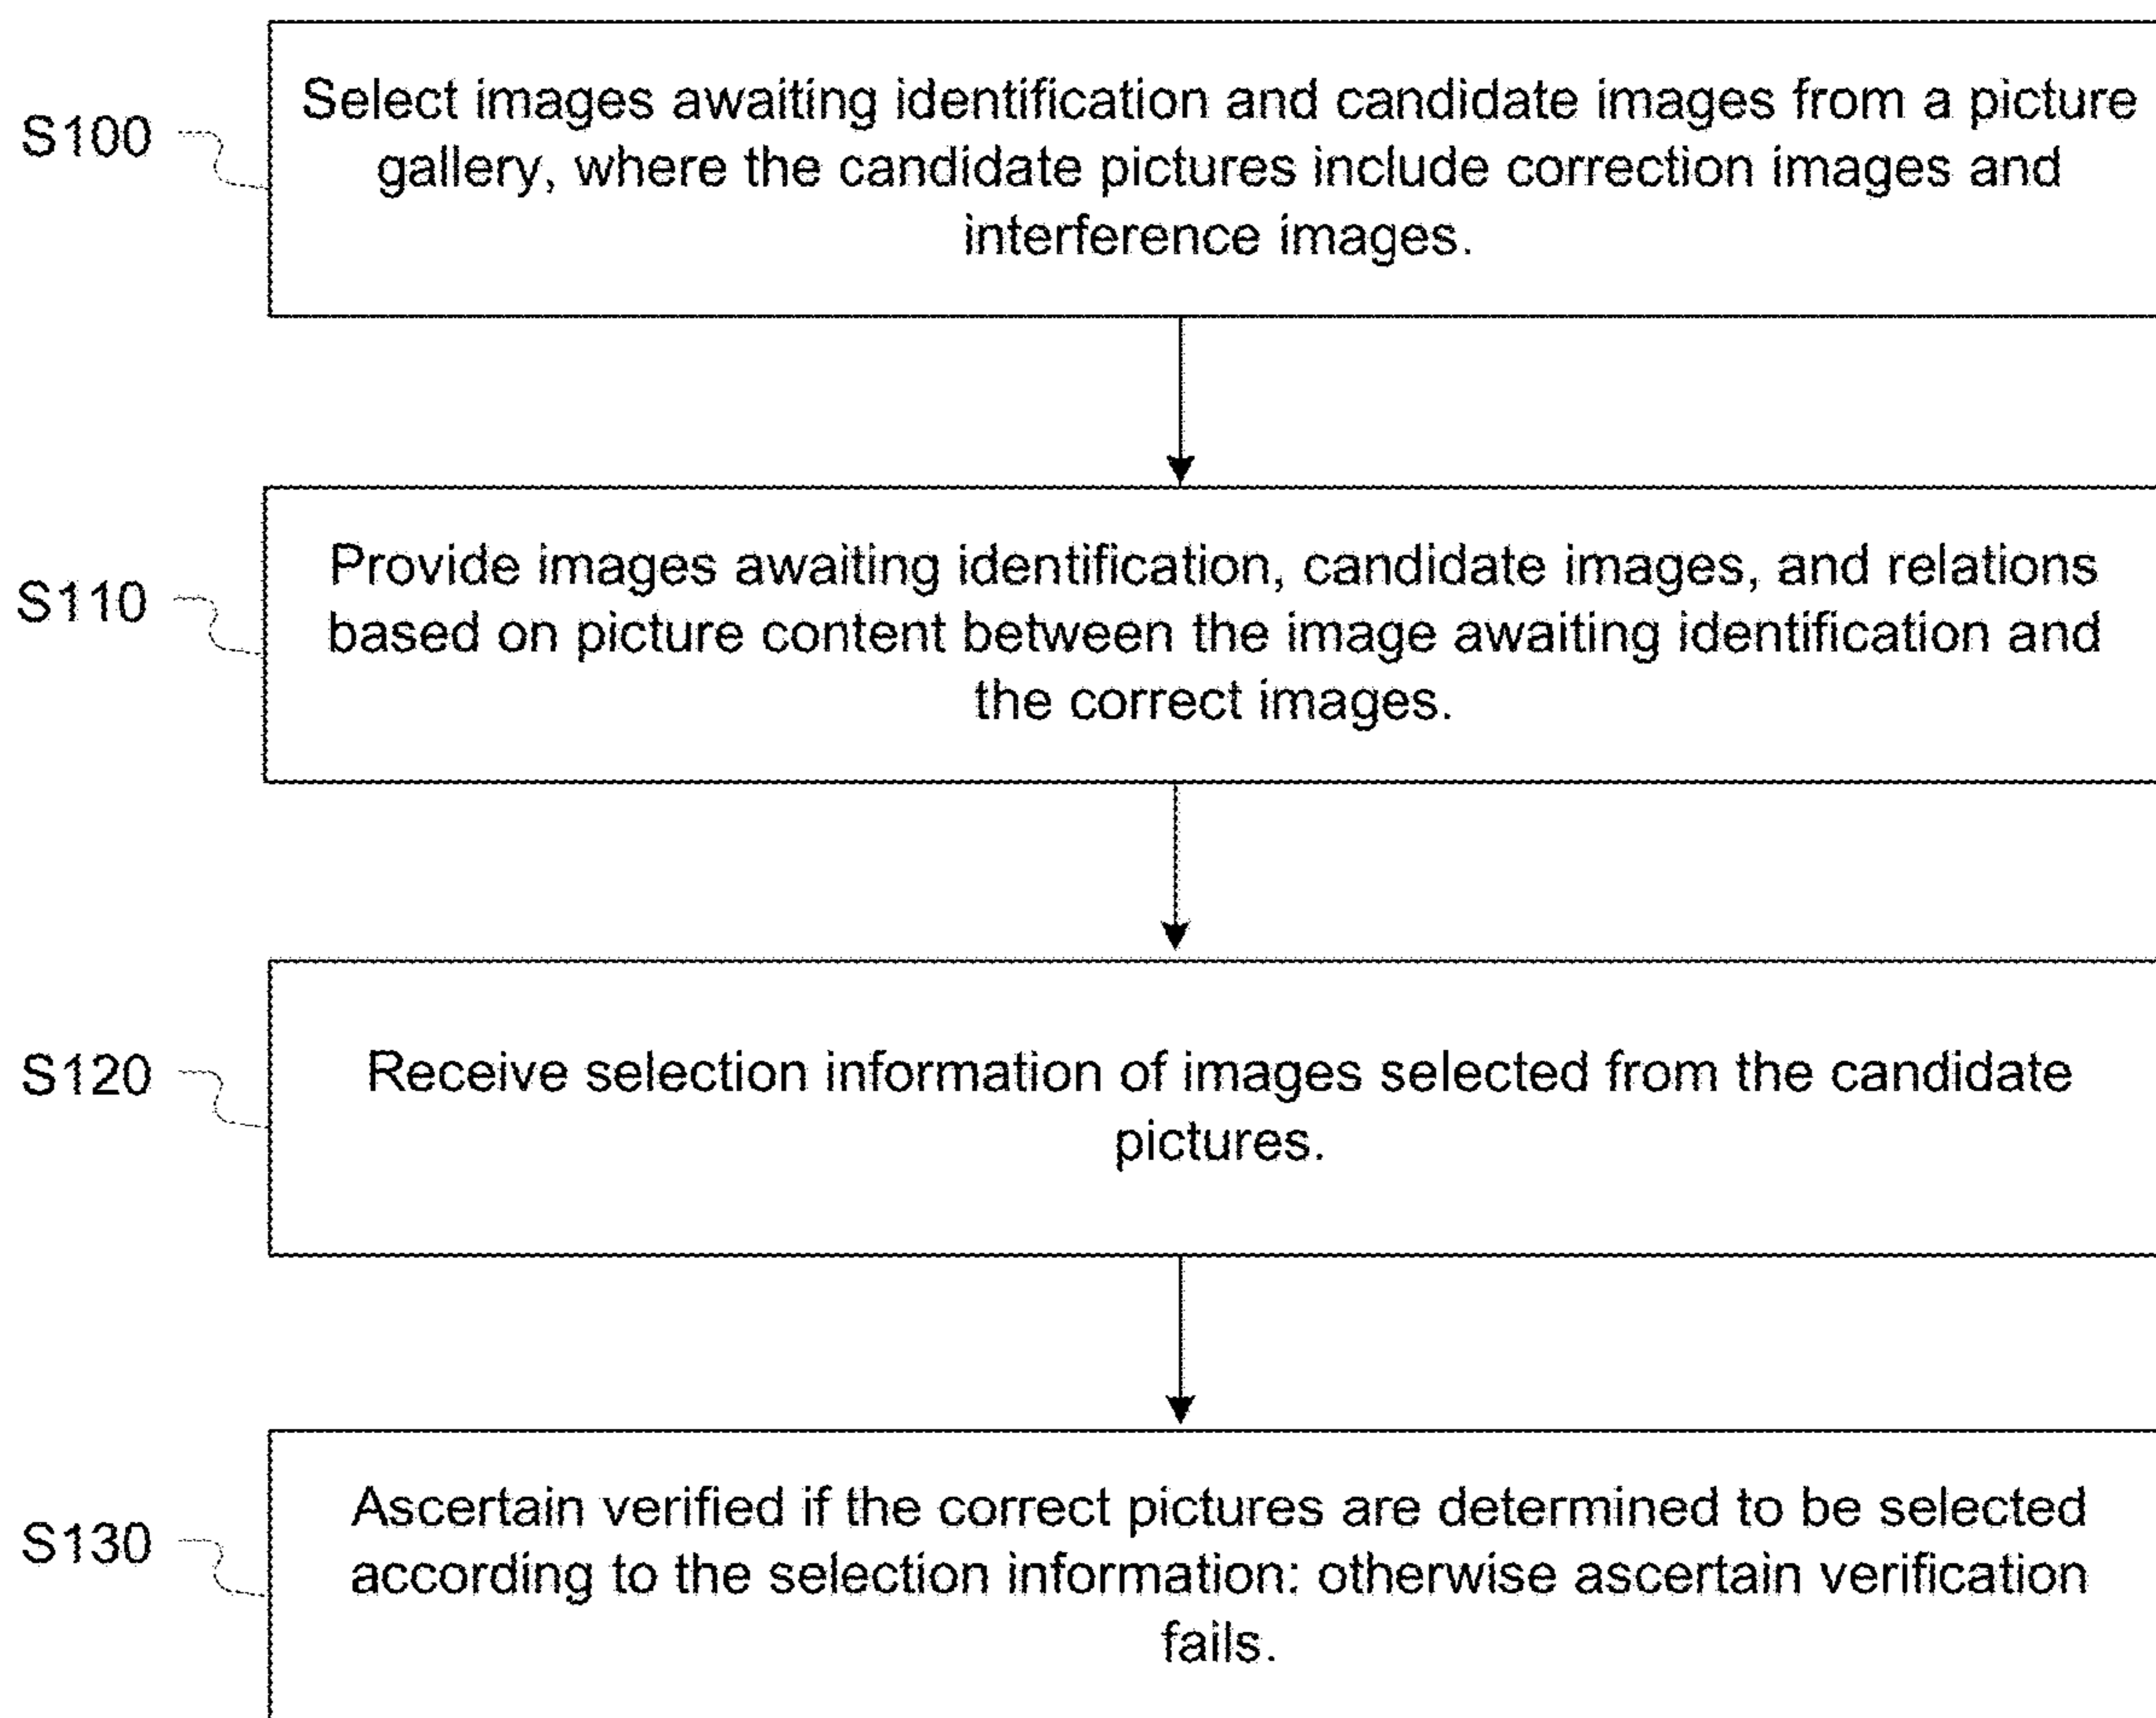 S100
Select images awaiting identification and candidate images from a picture
gallery, where the candidate pictures include correction images and
interference images.
S110
Provide images awaiting identification, candidate images, and relations
based on picture content between the image awaiting identification and
the correct images.
S120
Receive selection information of images selected from the candidate
pictures.
S130
Ascertain verified if the correct pictures are determined to be selected
according to the selection information: otherwise ascertain verification
fails.